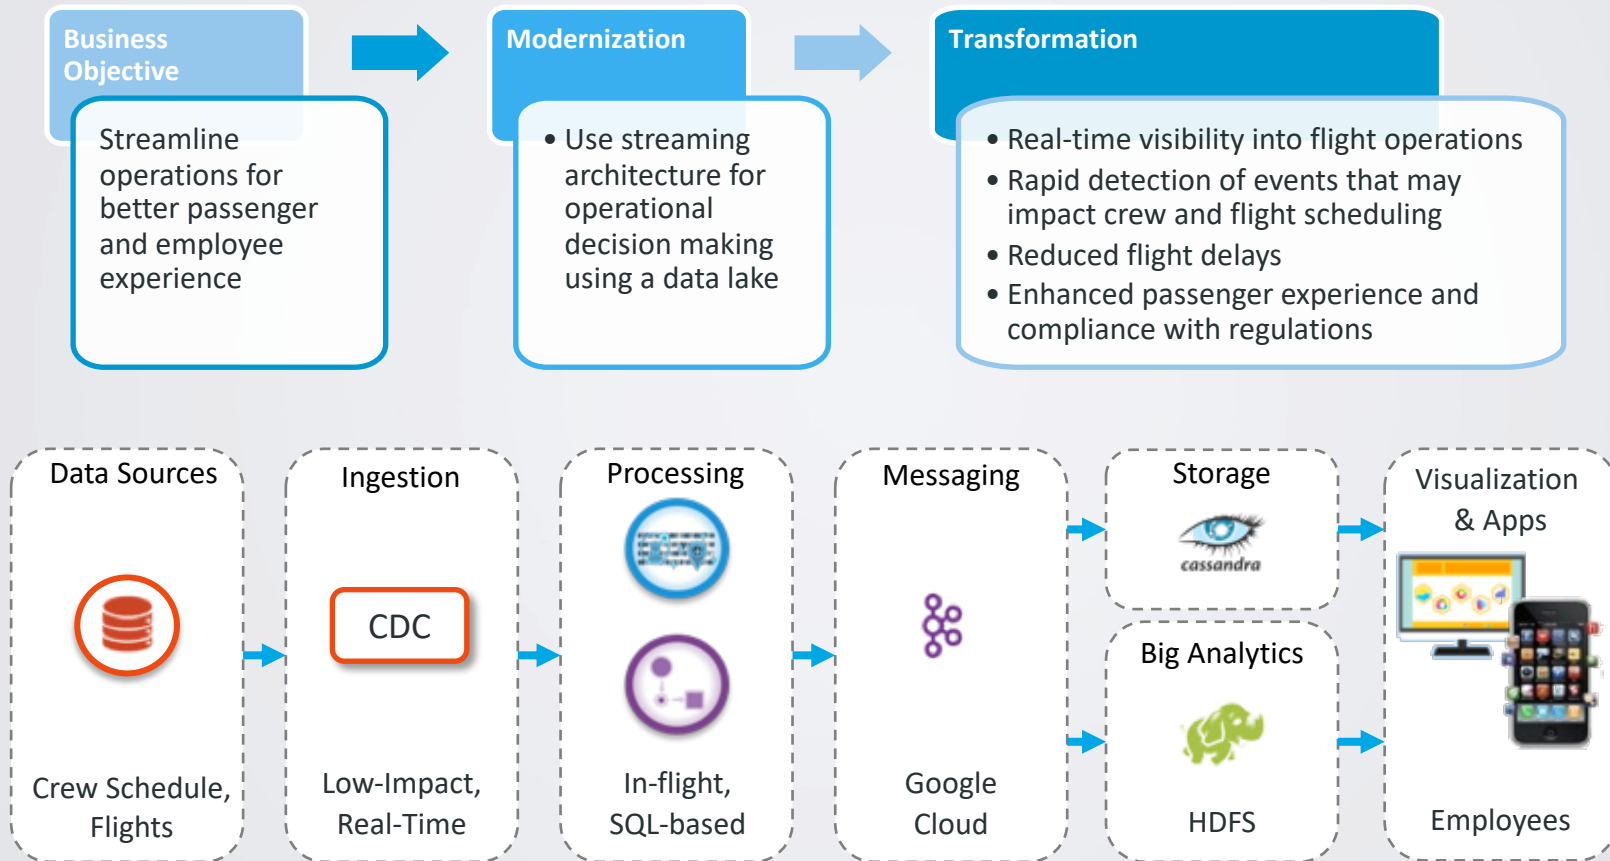 Business
Objective
Streamline
operations for
better passenger
and employee
experience
Modernization
• Use streaming
architecture for
operational
decision making
using a data lake
Transformation
• Real-time visibility into flight operations
• Rapid detection of events that may
impact crew and flight scheduling
• Reduced flight delays
• Enhanced passenger experience and
compliance with regulations
Data Sources
Crew Schedule,
Flights
Ingestion
CDC
Low-Impact,
Real-Time
Processing
In-flight,
SQL-based
Messaging
Google
Cloud
Storage
cassandra
Big Analytics
HDFS
Visualization
& Apps
Employees